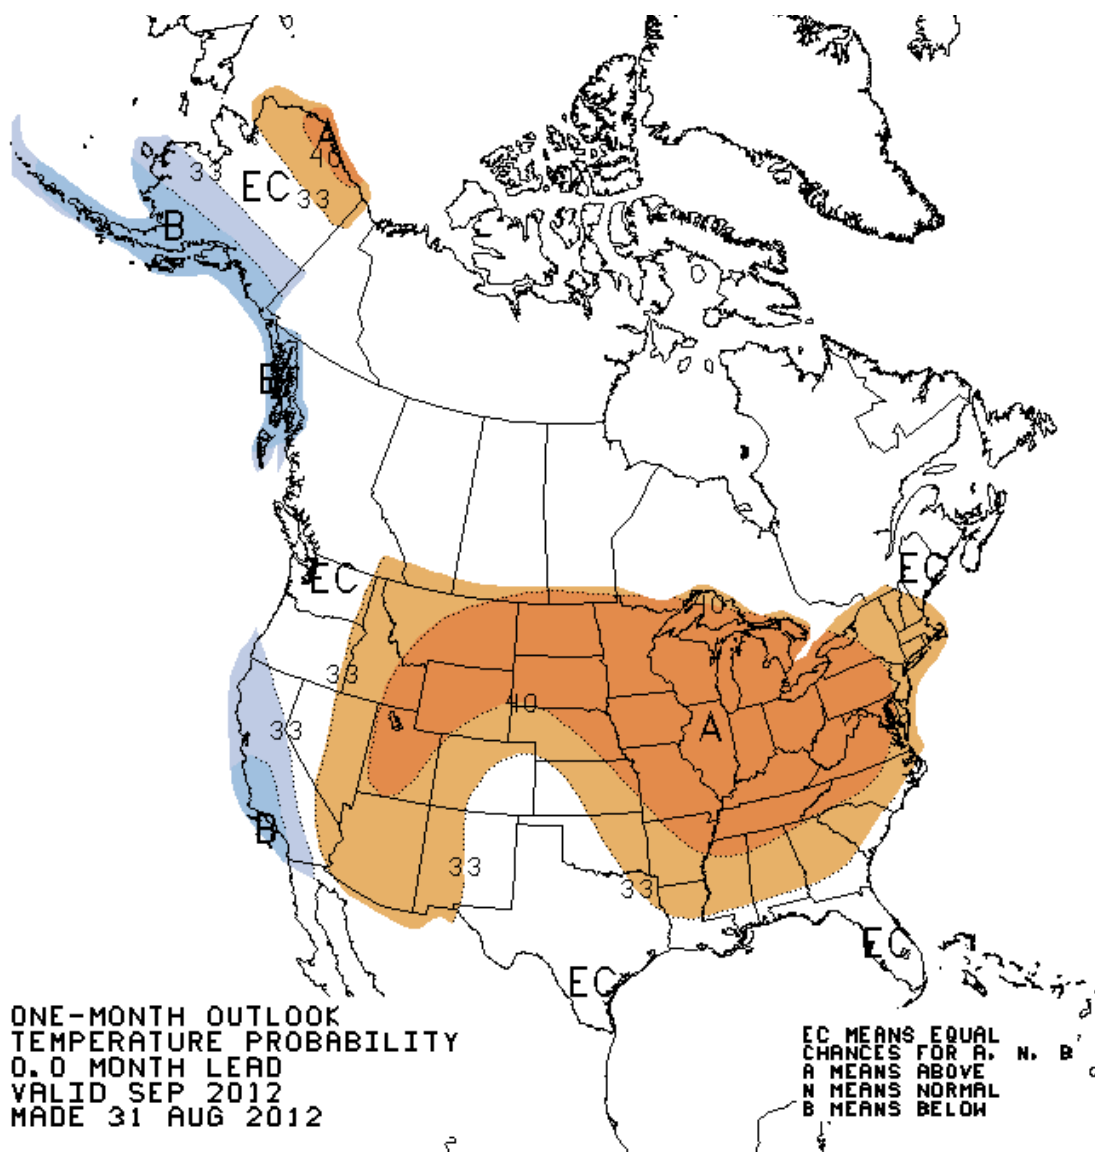 A
40
33
EC
33
B
B
EC
EC
40
33
33
40
A
B
33
33
EC
EC
ONE-MONTH OUTLOOK
TEMPERATURE PROBABILITY
0.0 MONTH LEAD
VALID SEP 2012
MADE 31 AUG 2012
EC MEANS EQUAL
CHANCES FOR A, N, B
A MEANS ABOVE
N MEANS NORMAL
B MEANS BELOW